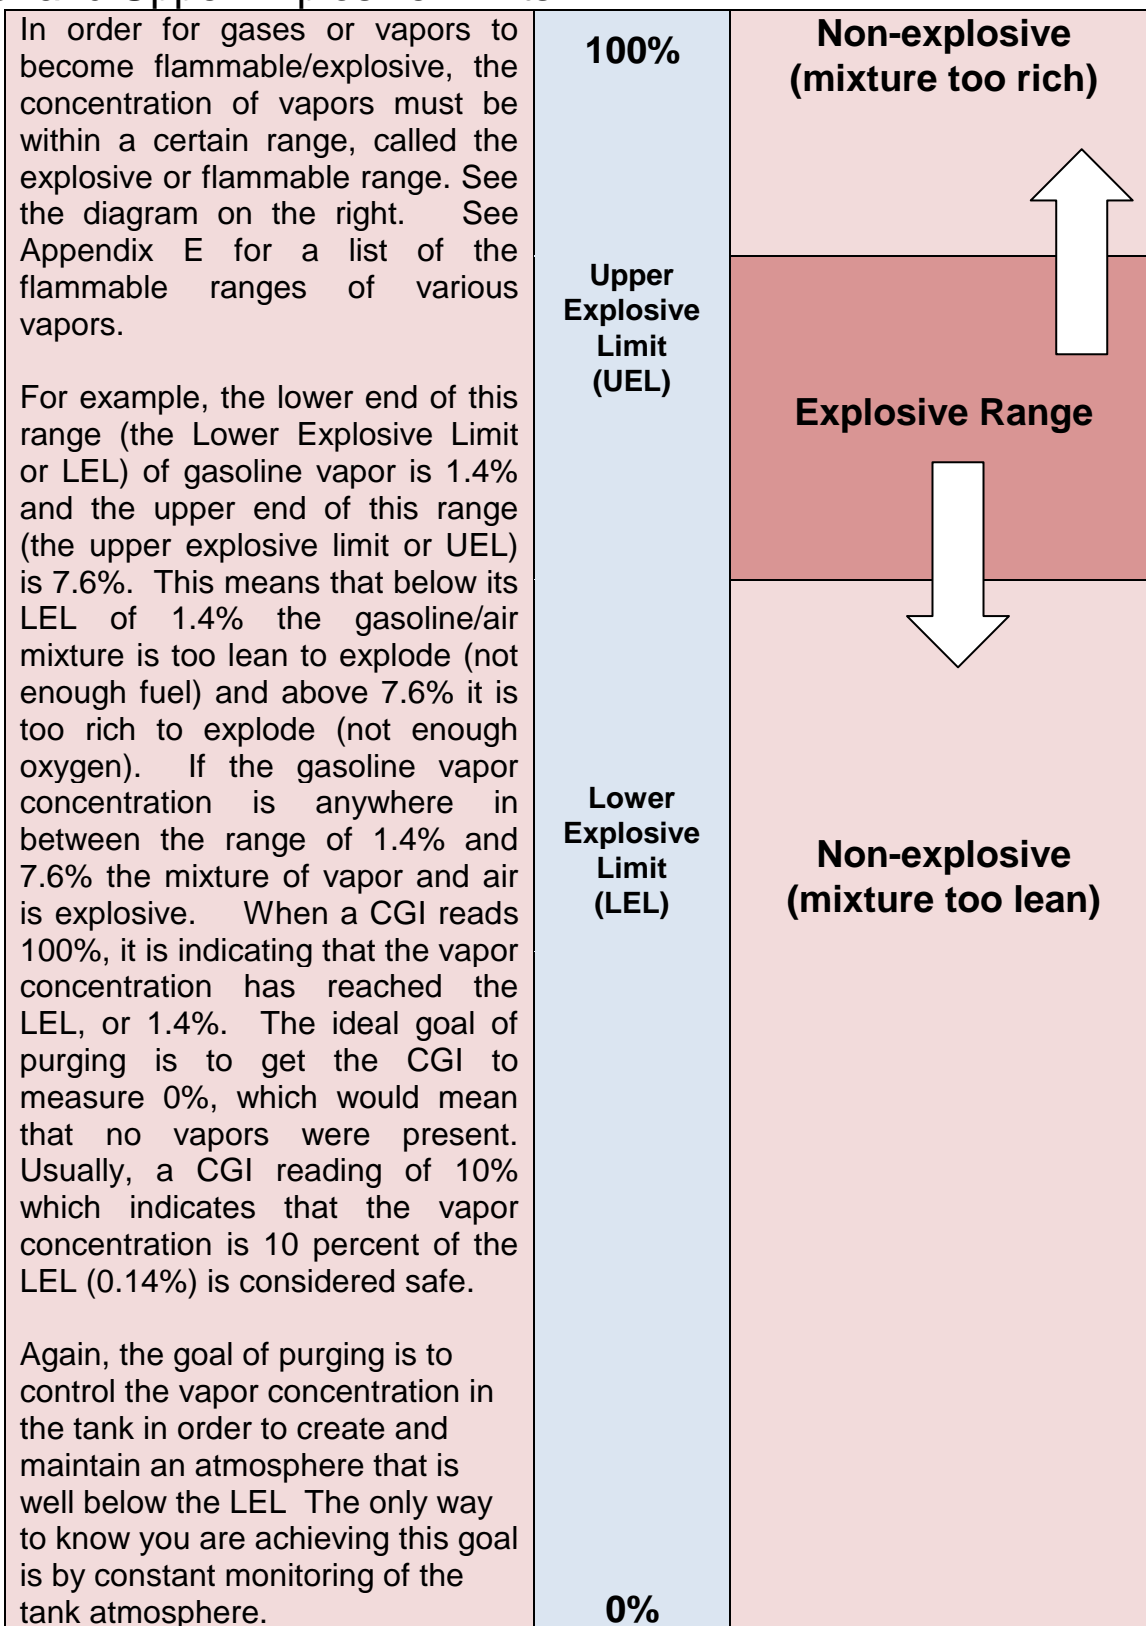 In order for gases or vapors to
become flammable/explosive, the
concentration of vapors must be
within a certain range, called the
explosive or flammable range. See
the diagram on the right. See
Appendix E for a list of the
flammable ranges of various
vapors.
For example, the lower end of this
range (the Lower Explosive Limit
or LEL) of gasoline vapor is 1.4%
and the upper end of this range
(the upper explosive limit or UEL)
is 7.6%. This means that below its
LEL of 1.4% the gasoline/air
mixture is too lean to explode (not
enough fuel) and above 7.6% it is
too rich to explode (not enough
oxygen). If the gasoline vapor
concentration is anywhere in
between the range of 1.4% and
7.6% the mixture of vapor and air
is explosive. When a CGI reads
100%, it is indicating that the vapor
concentration has reached the
LEL, or 1.4%. The ideal goal of
purging is to get the CGI to
measure 0%, which would mean
that no vapors were present.
Usually, a CGI reading of 10%
which indicates that the vapor
concentration is 10 percent of the
LEL (0.14%) is considered safe.
Again, the goal of purging is to
control the vapor concentration in
the tank in order to create and
maintain an atmosphere that is
well below the LEL The only way
to know you are achieving this goal
is by constant monitoring of the
tank atmosphere.
100%
Upper
Explosive
Limit
(UEL)
Lower
Explosive
Limit
(LEL)
0%
Non-explosive
(mixture too rich)
Explosive Range
Non-explosive
(mixture too lean)